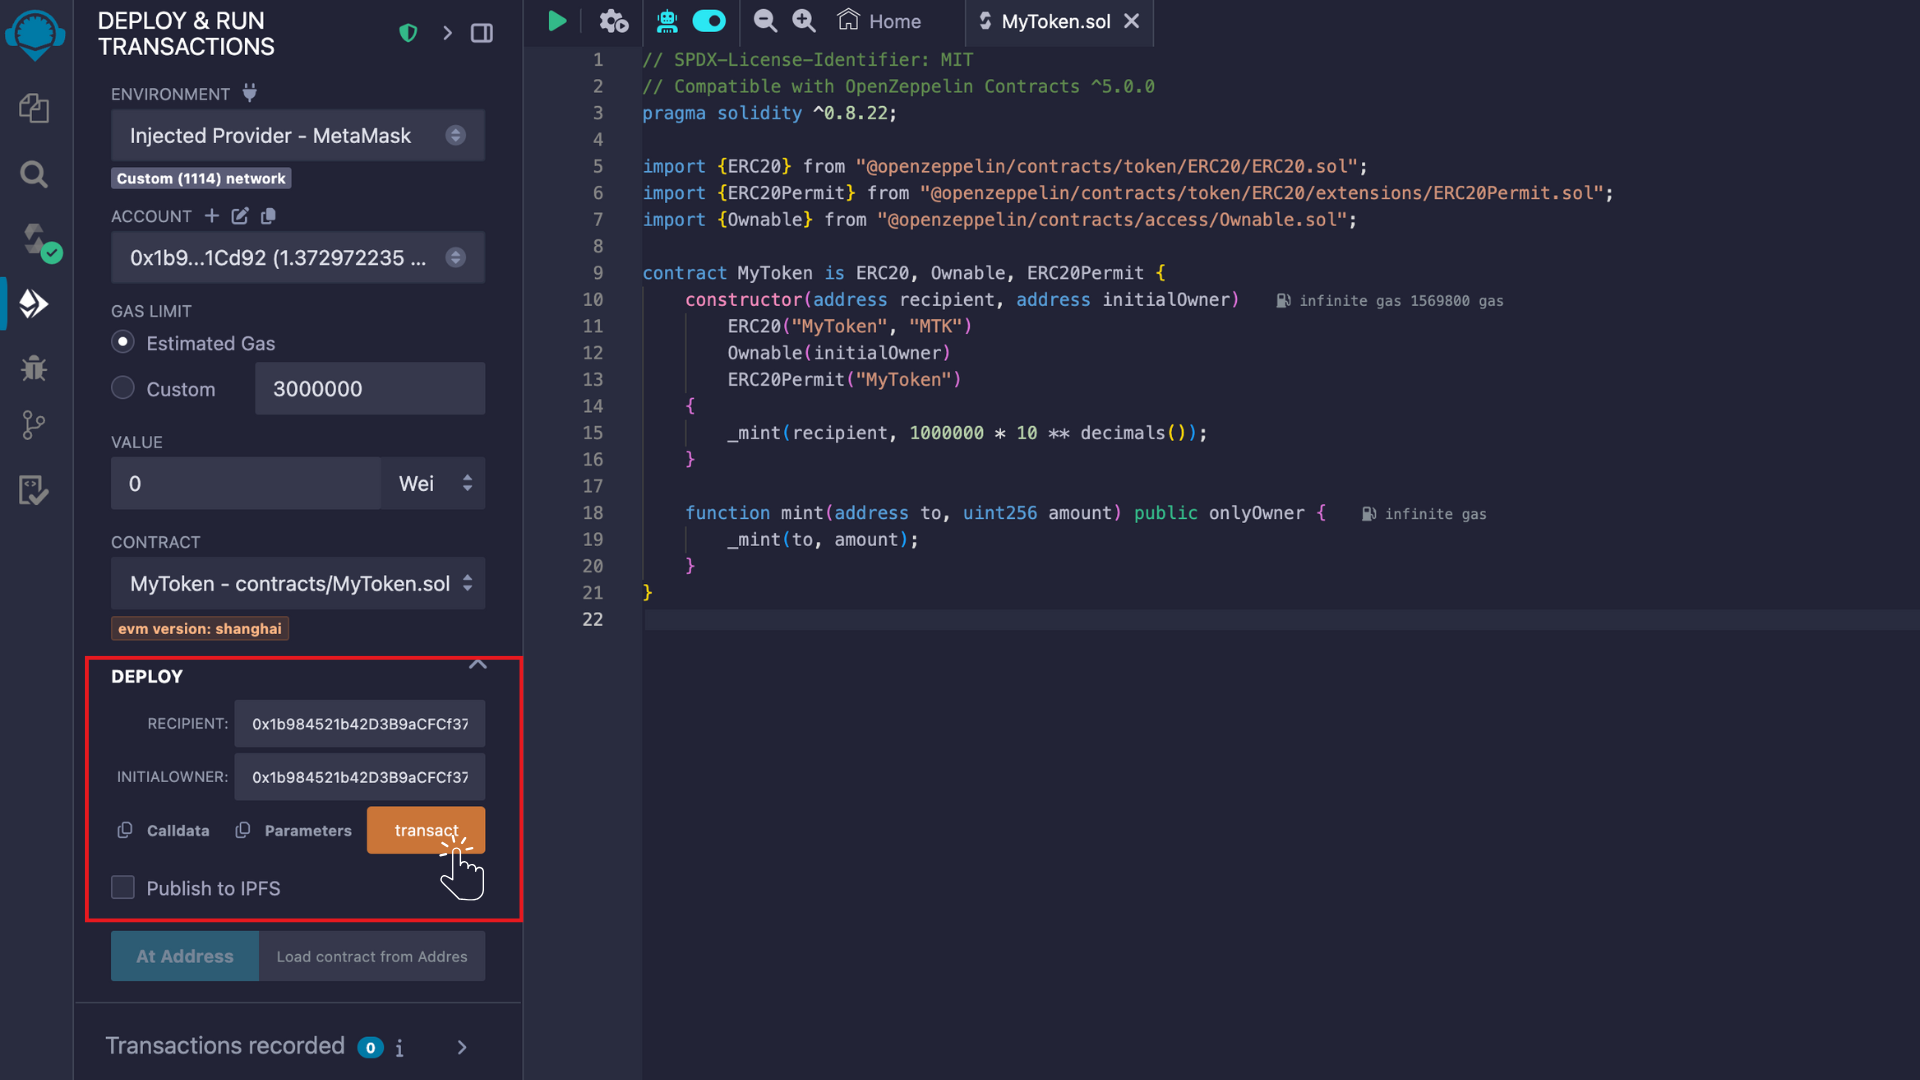 DEPLOY & RUN
TRANSACTIONS
ENVIRONMENT
Injected Provider - MetaMask
Custom (1114) network
ACCOUNT
0x1b9...1Cd92 (1.372972235 ...
GAS LIMIT
Estimated Gas
Custom
3000000
VALUE
0
Wei
CONTRACT
MyToken - contracts/MyToken.sol
evm version: shanghai
DEPLOY
RECIPIENT: 0x1b984521b42D3B9aCFCf37
INITIALOWNER: 0x1b984521b42D3B9aCFCf37
Calldata Parameters transact
Publish to IPFS
At Address Load contract from Addres
Transactions recorded 0 i
Home MyToken.sol
1 // SPDX-License-Identifier: MIT
2 // Compatible with OpenZeppelin Contracts ^5.0.0
3 pragma solidity ^0.8.22;
4
5 import {ERC20} from "@openzeppelin/contracts/token/ERC20/ERC20.sol";
6 import {ERC20Permit} from "@openzeppelin/contracts/token/ERC20/extensions/ERC20Permit.sol";
7 import {Ownable} from "@openzeppelin/contracts/access/Ownable.sol";
8
9 contract MyToken is ERC20, Ownable, ERC20Permit {
10 constructor(address recipient, address initialOwner) infinite gas 1569800 gas
11 ERC20("MyToken", "MTK")
12 Ownable(initialOwner)
13 ERC20Permit("MyToken")
14 {
15 _mint(recipient, 1000000 * 10 ** decimals());
16 }
17
18 function mint(address to, uint256 amount) public onlyOwner { infinite gas
19 _mint(to, amount);
20 }
21 }
22